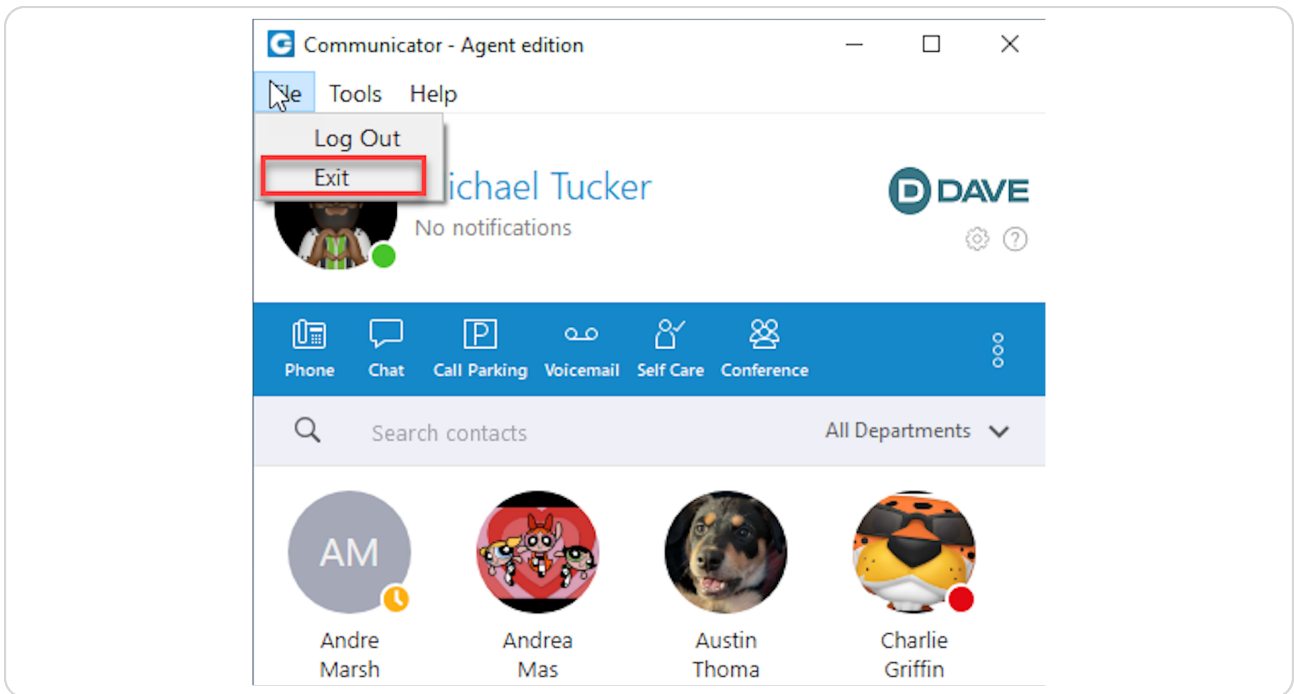 Communicator - Agent edition
Tools Help
Log Out
Exit
ichael Tucker
DAVE
No notifications
Phone Chat Call Parking Voicemail Self Care Conference
Search contacts All Departments
AM
Andre Andrea Austin Charlie
Marsh Mas Thoma Griffin